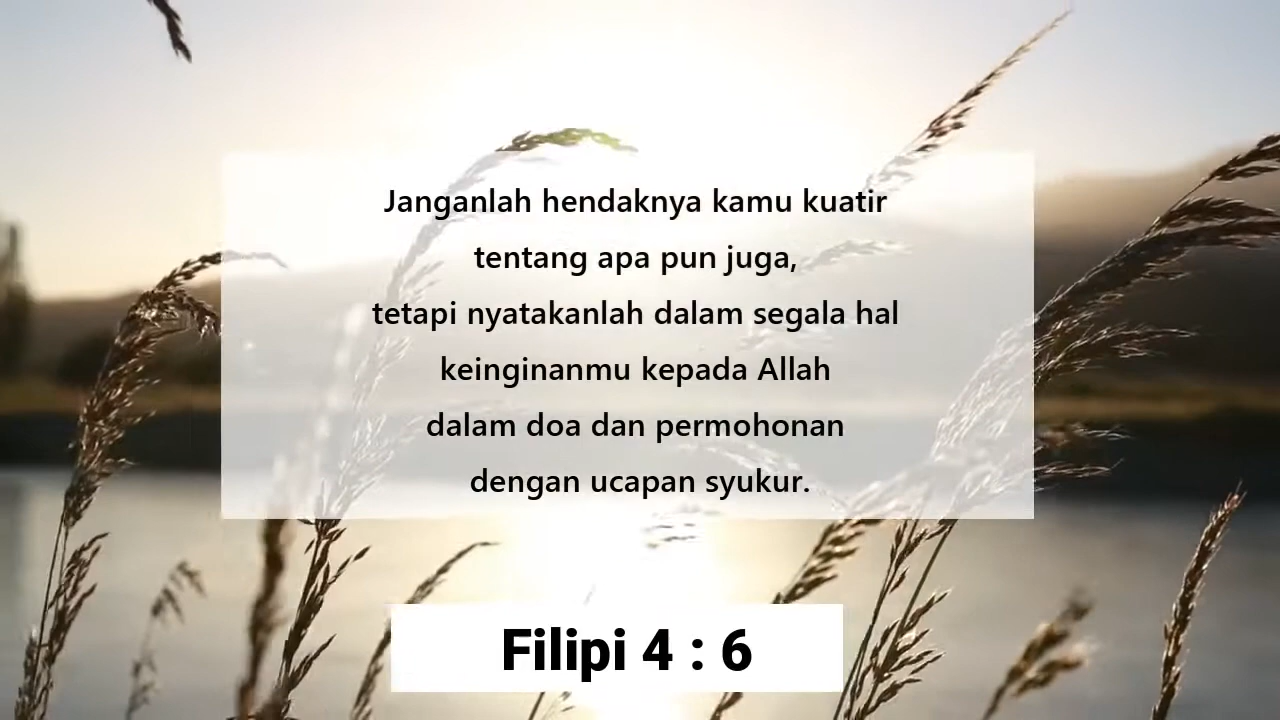 Janganlah hendaknya kamu kuatir
tentang apa pun juga,
tetapi nyatakanlah dalam segala hal
keinginanmu kepada Allah
dalam doa dan permohonan
dengan ucapan syukur.
Filipi 4 : 6